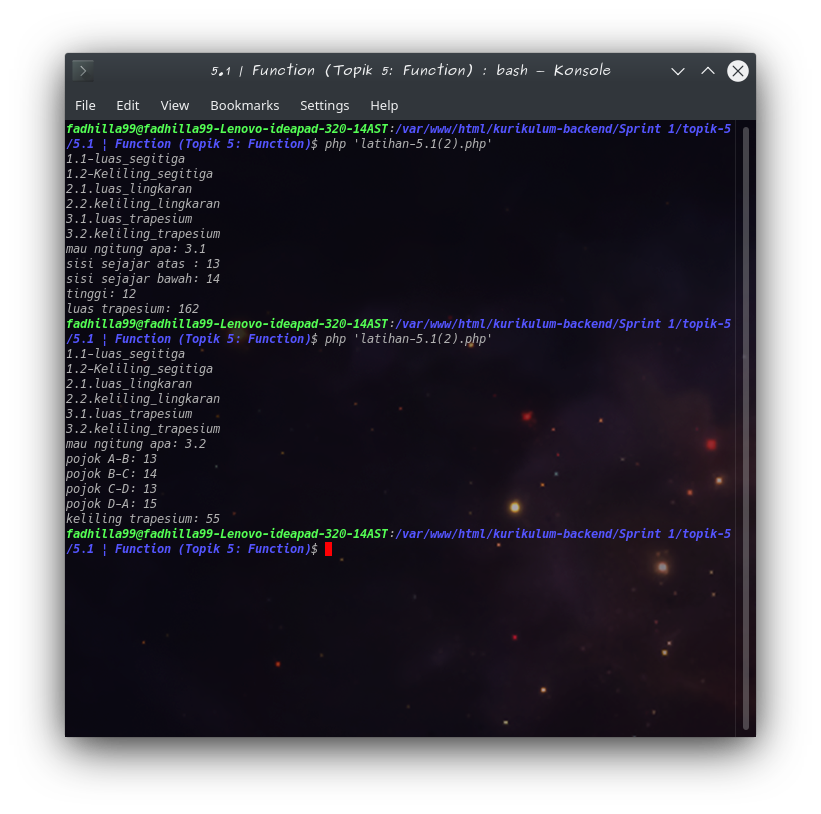 5.1 | Function (Topik 5: Function) : bash — Konsole
File Edit View Bookmarks Settings Help
fadhilla99@fadhilla99-Lenovo-ideapad-320-14AST:/var/www/html/kurikulum-backend/Sprint 1/topik-5
/5.1 ¦ Function (Topik 5: Function)$ php 'latihan-5.1(2).php'
1.1-luas_segitiga
1.2-Keliling_segitiga
2.1.luas_lingkaran
2.2.keliling_lingkaran
3.1.luas_trapesium
3.2.keliling_trapesium
mau ngitung apa: 3.1
sisi sejajar atas : 13
sisi sejajar bawah: 14
tinggi: 12
luas trapesium: 162
fadhilla99@fadhilla99-Lenovo-ideapad-320-14AST:/var/www/html/kurikulum-backend/Sprint 1/topik-5
/5.1 ¦ Function (Topik 5: Function)$ php 'latihan-5.1(2).php'
1.1-luas_segitiga
1.2-Keliling_segitiga
2.1.luas_lingkaran
2.2.keliling_lingkaran
3.1.luas_trapesium
3.2.keliling_trapesium
mau ngitung apa: 3.2
pojok A-B: 13
pojok B-C: 14
pojok C-D: 13
pojok D-A: 15
keliling trapesium: 55
fadhilla99@fadhilla99-Lenovo-ideapad-320-14AST:/var/www/html/kurikulum-backend/Sprint 1/topik-5
/5.1 ¦ Function (Topik 5: Function)$